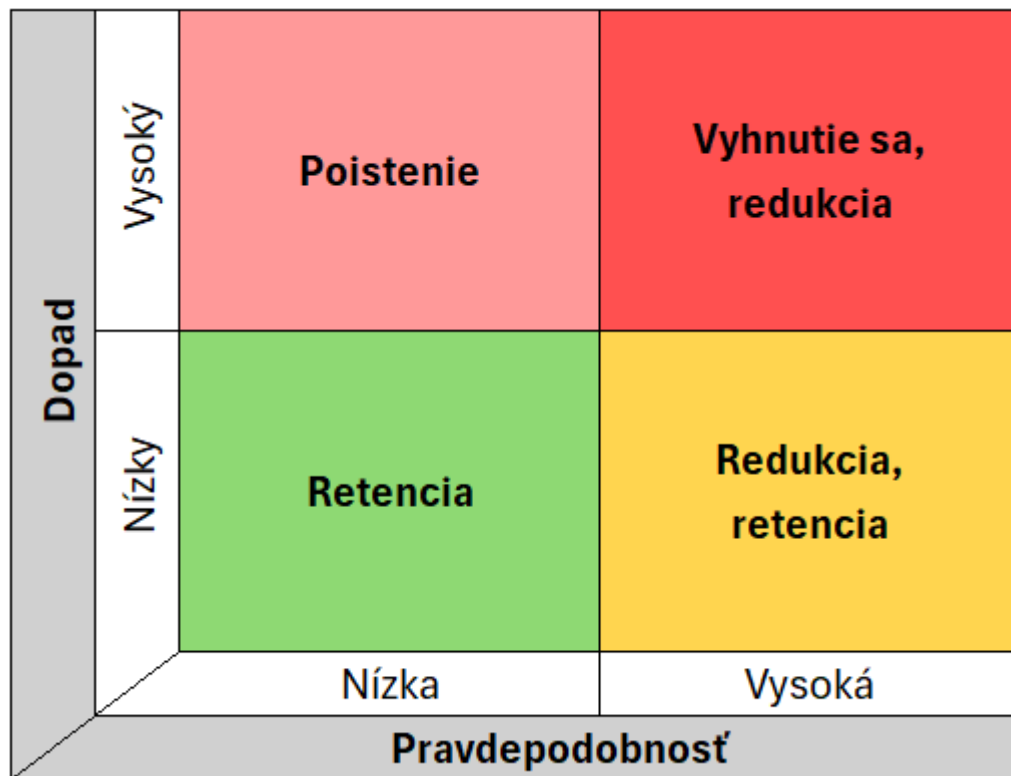 Dopad
Vysoký
Poistenie
Vyhnutie sa,
redukcia
Nízky
Retencia
Redukcia,
retencia
Nízka
Vysoká
Pravdepodobnosť